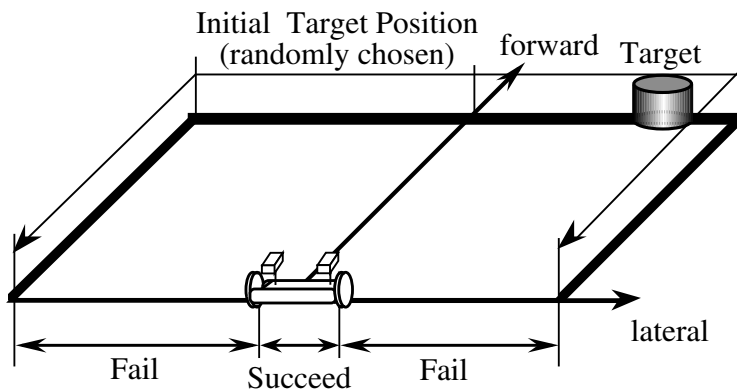 Initial Target Position
(randomly chosen)
forward
Target
lateral
Fail
Succeed
Fail